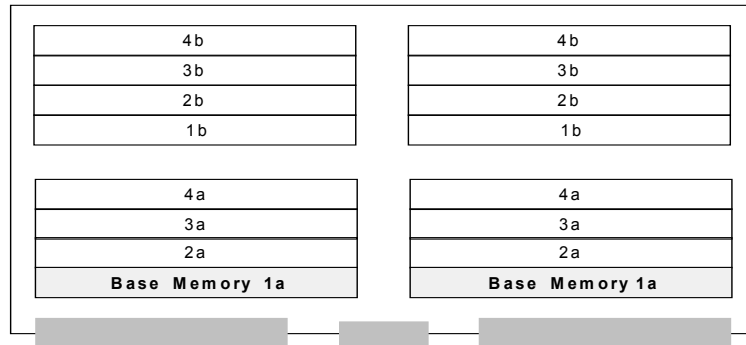 4b 4b
3b 3b
2b 2b
1b 1b
4a 4a
3a 3a
2a 2a
Base Memory 1a Base Memory 1a